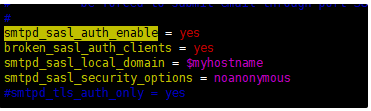 #
smtpd_sasl_auth_enable = yes
broken_sasl_auth_clients = yes
smtpd_sasl_local_domain = $myhostname
smtpd_sasl_security_options = noanonymous
#smtpd_tls_auth_only = yes